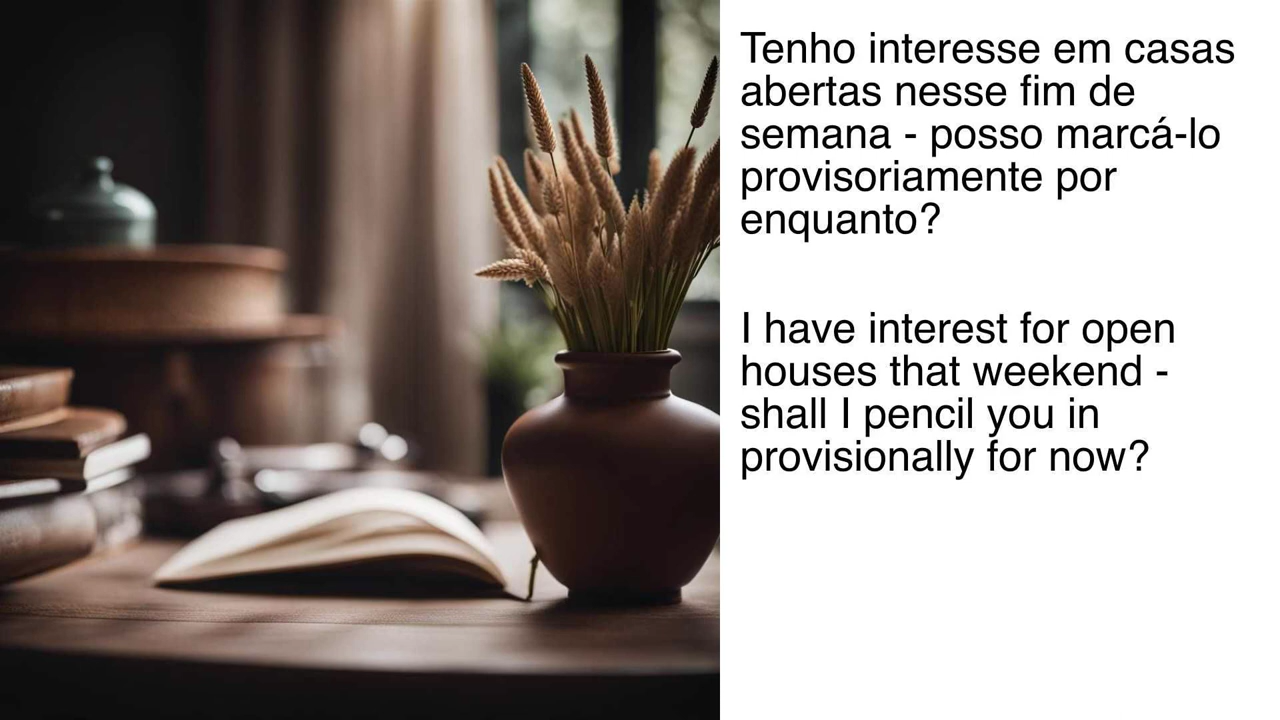 Tenho interesse em casas
abertas nesse fim de
semana - posso marcá-lo
provisoriamente por
enquanto?
I have interest for open
houses that weekend -
shall I pencil you in
provisionally for now?